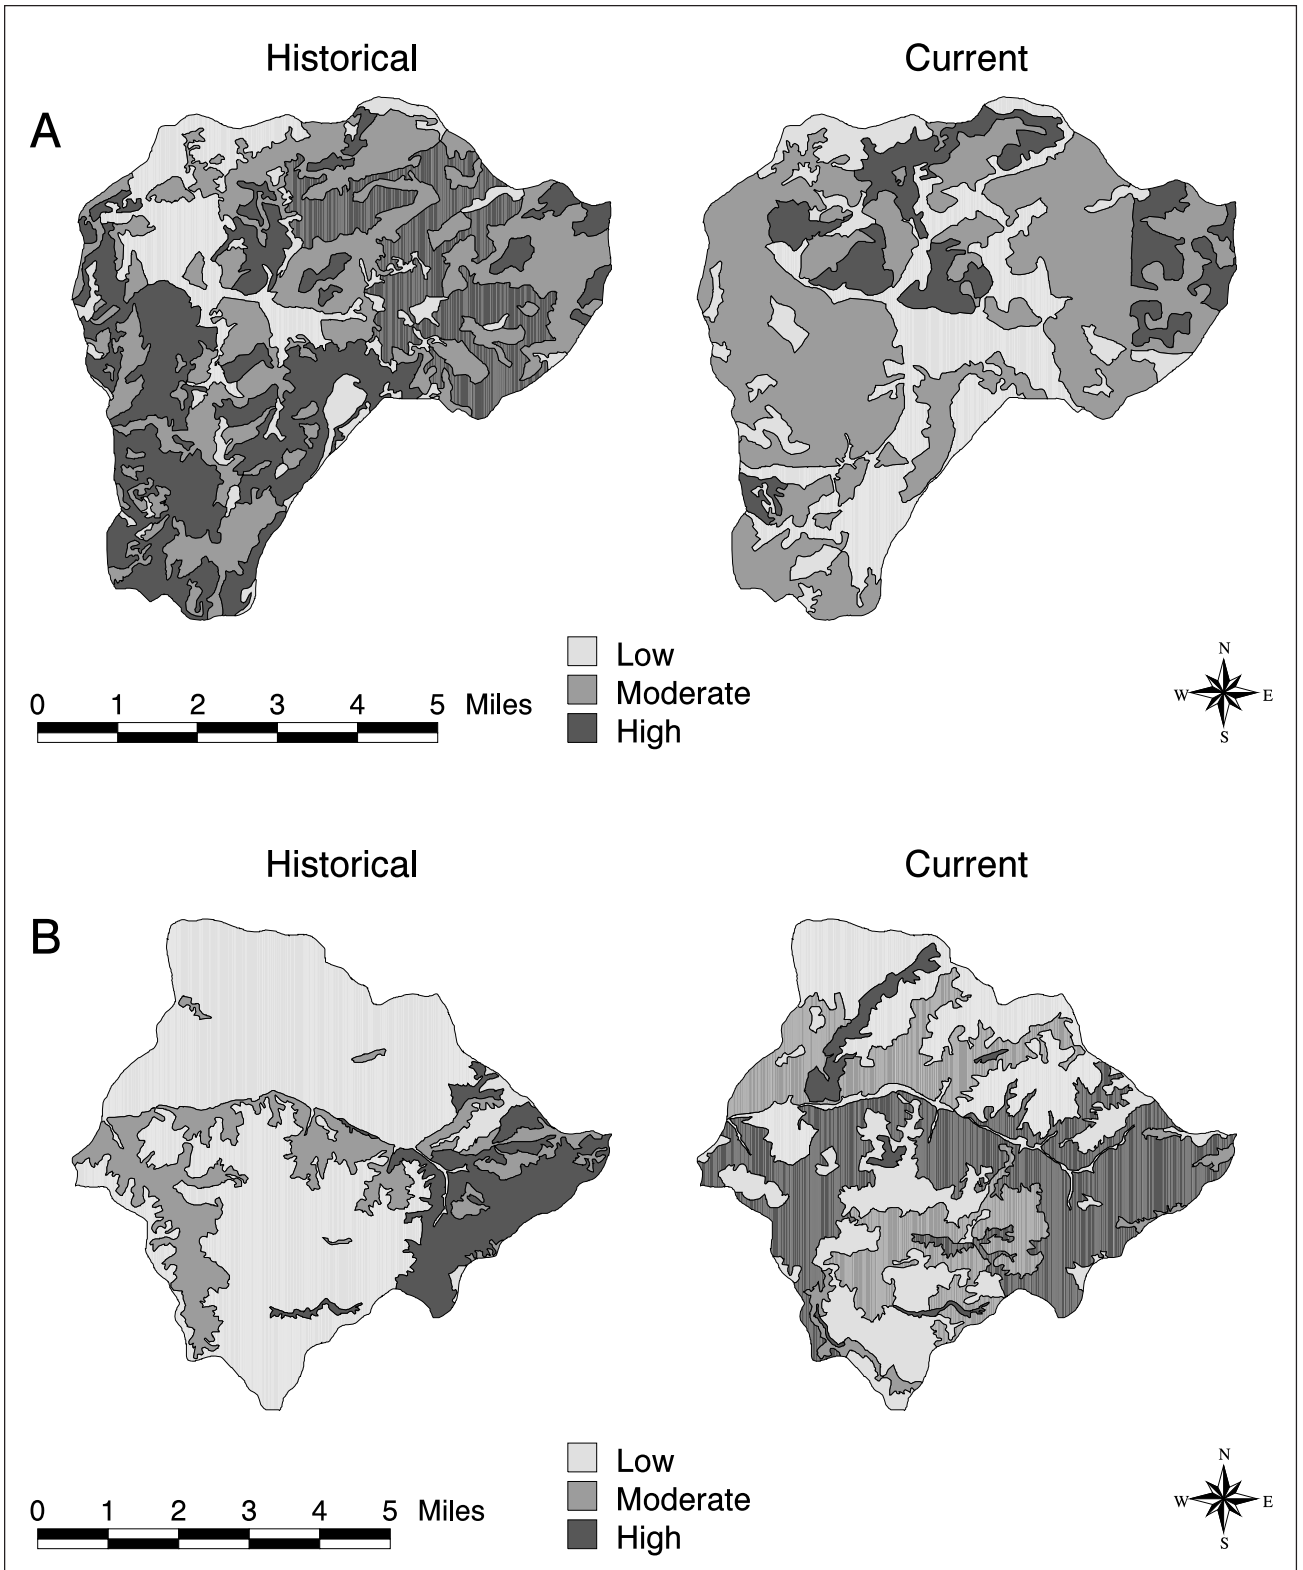 Historical Current
A
Low
Moderate
High
0 1 2 3 4 5 Miles
N
W E
S
Historical Current
B
Low
Moderate
High
0 1 2 3 4 5 Miles
N
W E
S